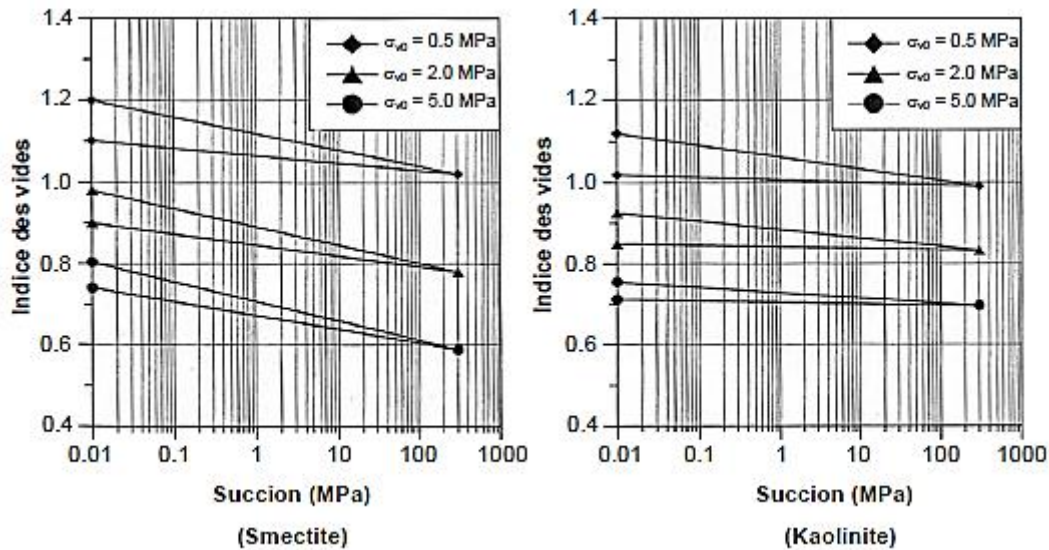 Indice des vides
1.4
1.2
1.0
0.8
0.6
0.4
σv0 = 0.5 MPa
σv0 = 2.0 MPa
σv0 = 5.0 MPa
0.01 0.1 1 10 100 1000
Succion (MPa)
(Smectite)
Indice des vides
1.4
1.2
1.0
0.8
0.6
0.4
σv0 = 0.5 MPa
σv0 = 2.0 MPa
σv0 = 5.0 MPa
0.01 0.1 1 10 100 1000
Succion (MPa)
(Kaolinite)